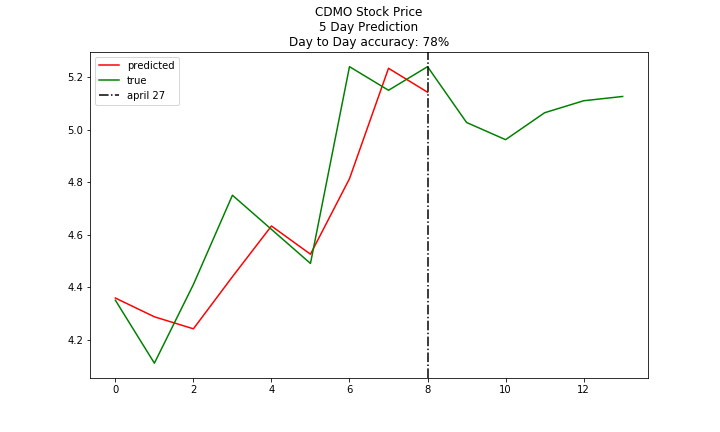 CDMO Stock Price
5 Day Prediction
Day to Day accuracy: 78%
predicted
true
april 27
5.2
5.0
4.8
4.6
4.4
4.2
0 2 4 6 8 10 12